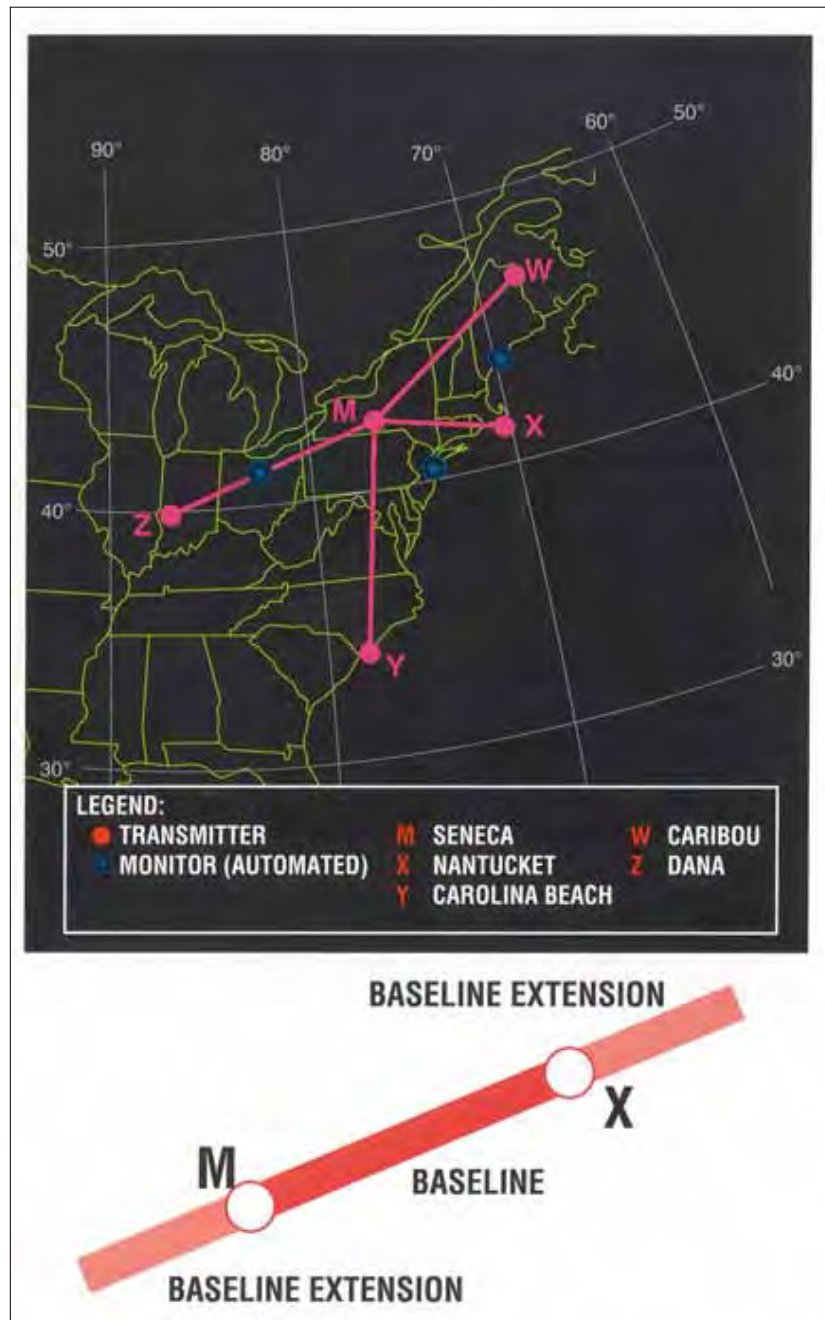 60° 50°
90° 80° 70°
50°
W
40°
M
X
40° Z
Y
30°
30°
LEGEND:
TRANSMITTER M SENECA W CARIBOU
MONITOR (AUTOMATED) X NANTUCKET Z DANA
Y CAROLINA BEACH
BASELINE EXTENSION
X
M
BASELINE
BASELINE EXTENSION